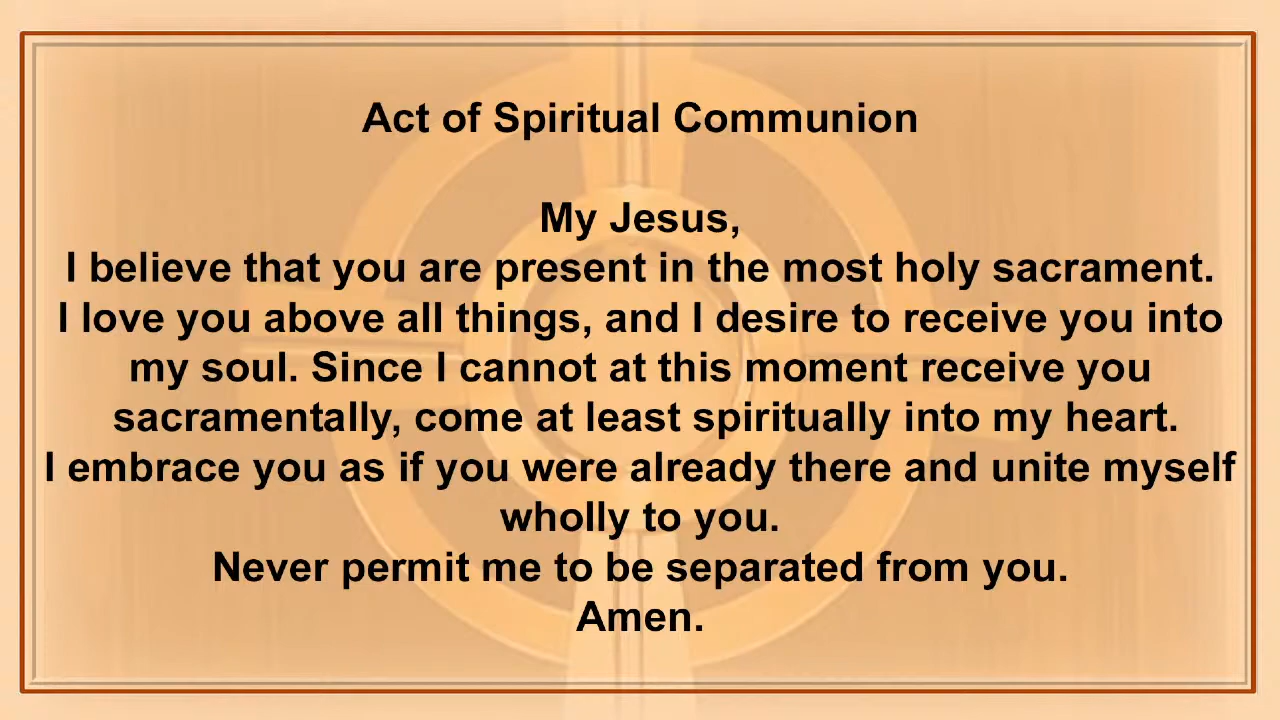 Act of Spiritual Communion
My Jesus,
I believe that you are present in the most holy sacrament.
I love you above all things, and I desire to receive you into
my soul. Since I cannot at this moment receive you
sacramentally, come at least spiritually into my heart.
I embrace you as if you were already there and unite myself
wholly to you.
Never permit me to be separated from you.
Amen.